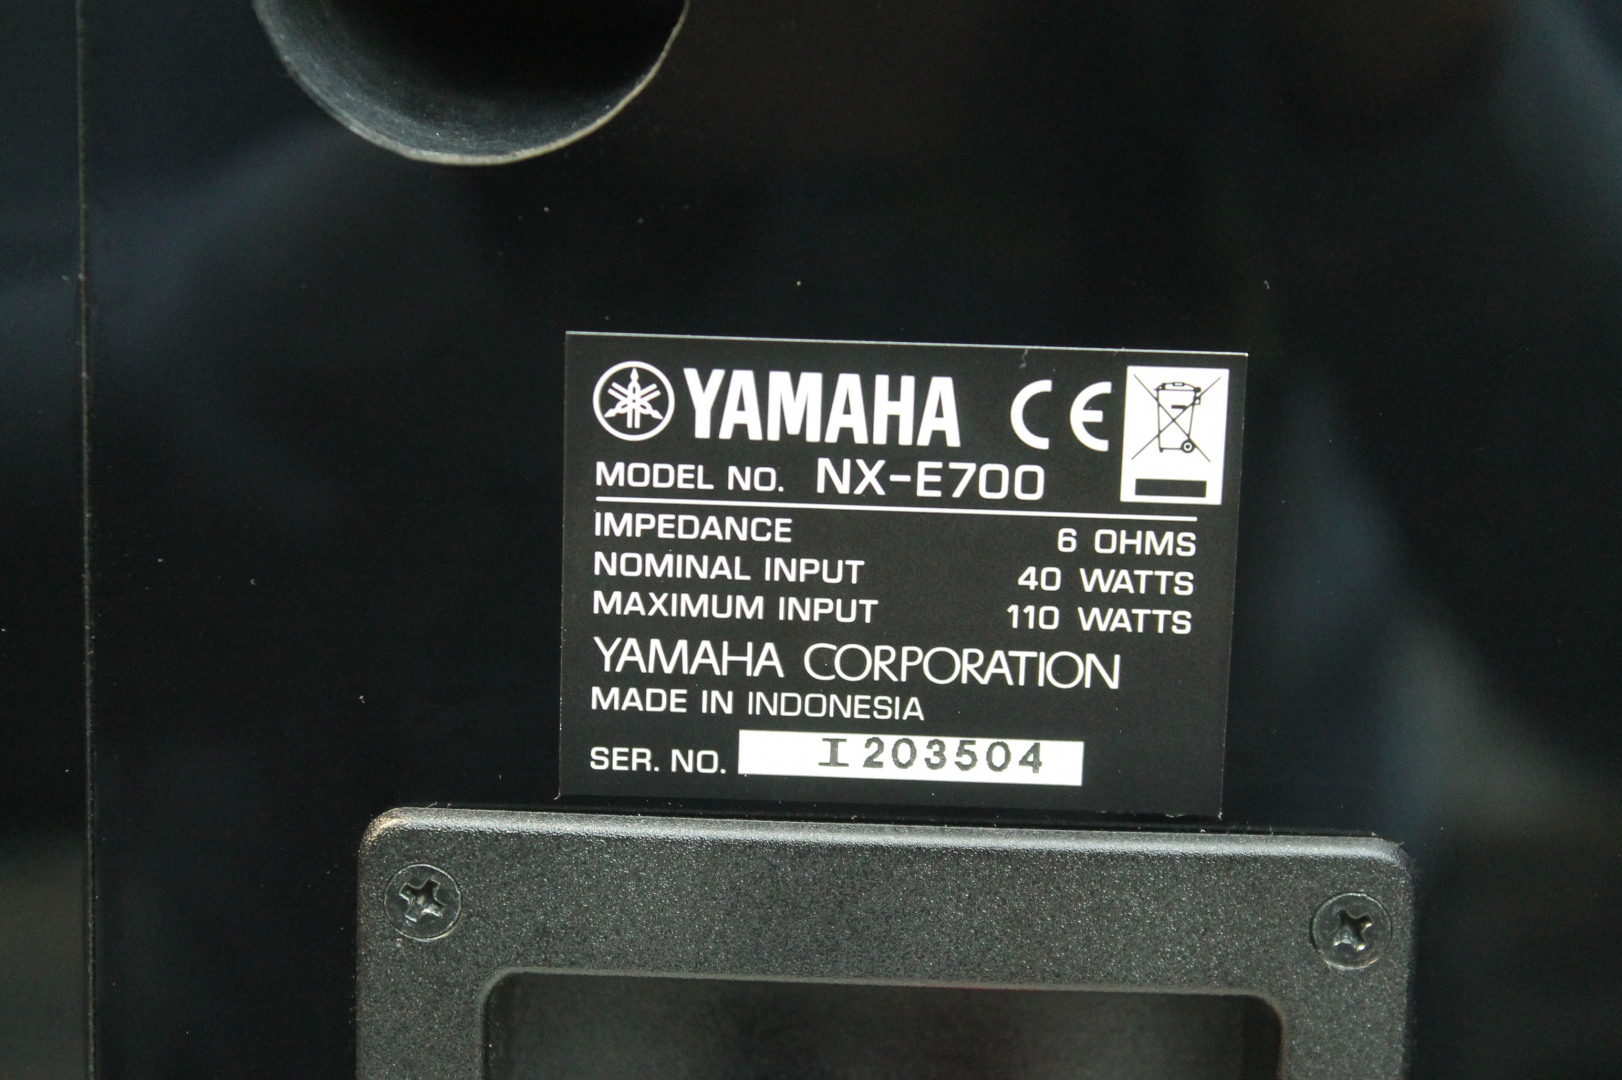 YAMAHA CE
MODEL NO. NX-E700
IMPEDANCE 6 OHMS
NOMINAL INPUT 40 WATTS
MAXIMUM INPUT 110 WATTS
YAMAHA CORPORATION
MADE IN INDONESIA
SER. NO. I203504